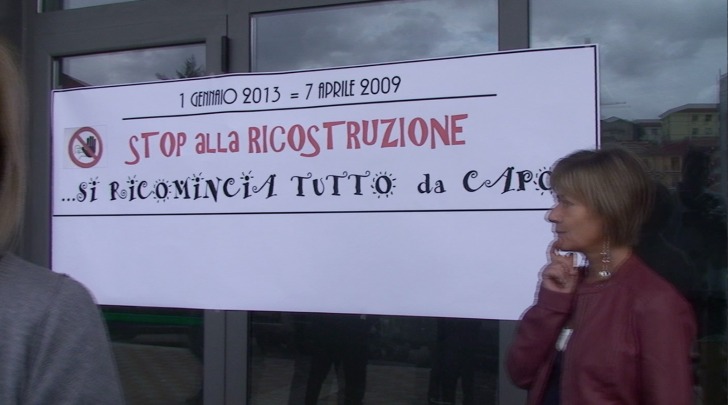 1 GENNAIO 2013 = 7 APRILE 2009
STOP alla RICOSTRUZIONE
...SI RICOMINCIA TUTTO da CAPO